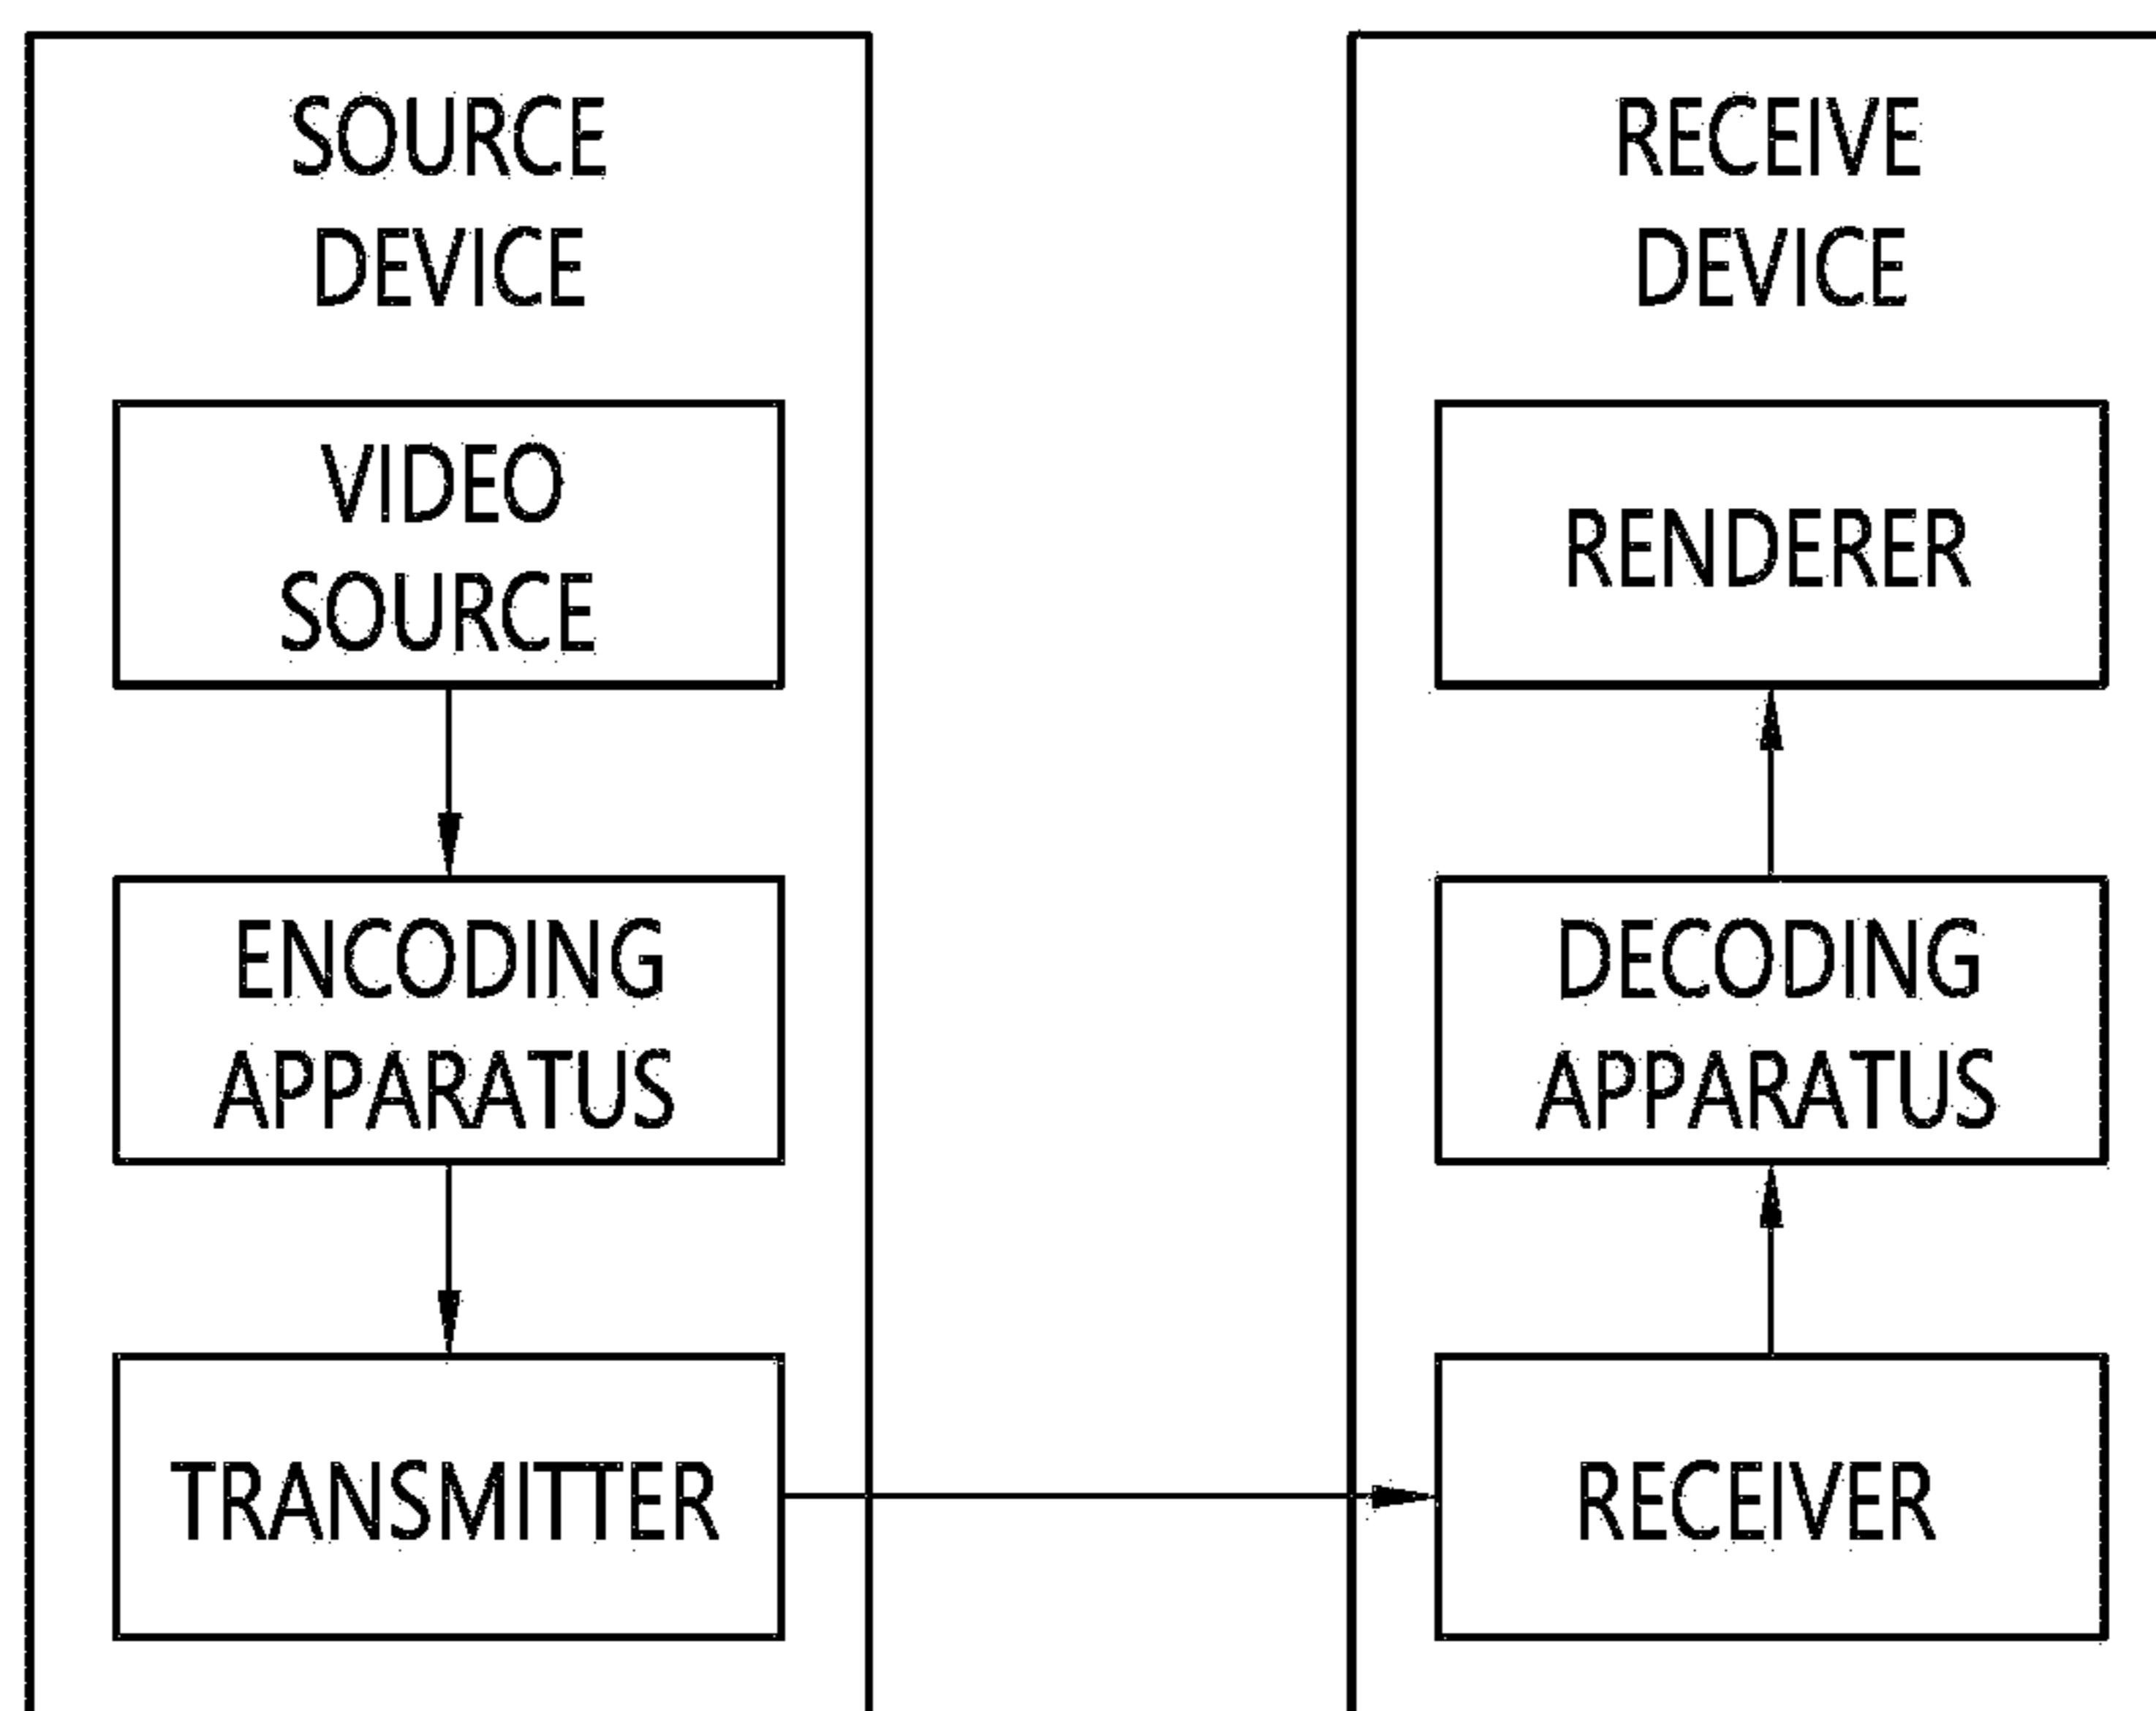 SOURCE
DEVICE
VIDEO
SOURCE
ENCODING
APPARATUS
TRANSMITTER
RECEIVE
DEVICE
RENDERER
DECODING
APPARATUS
RECEIVER